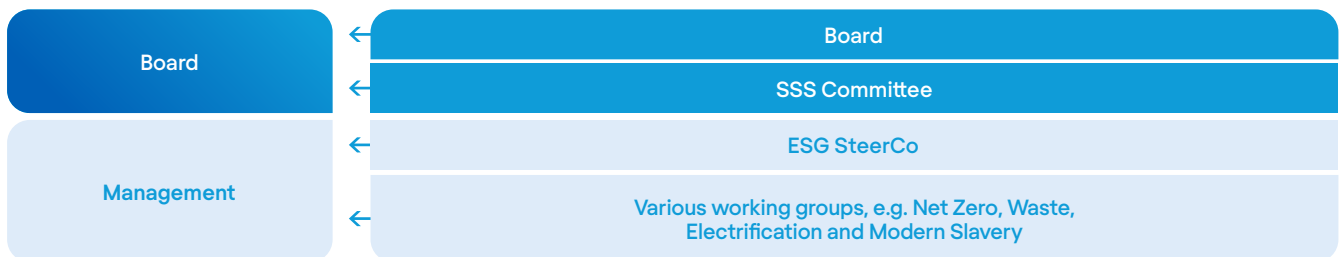 Board
Board
SSS Committee
Management
ESG SteerCo
Various working groups, e.g. Net Zero, Waste,
Electrification and Modern Slavery